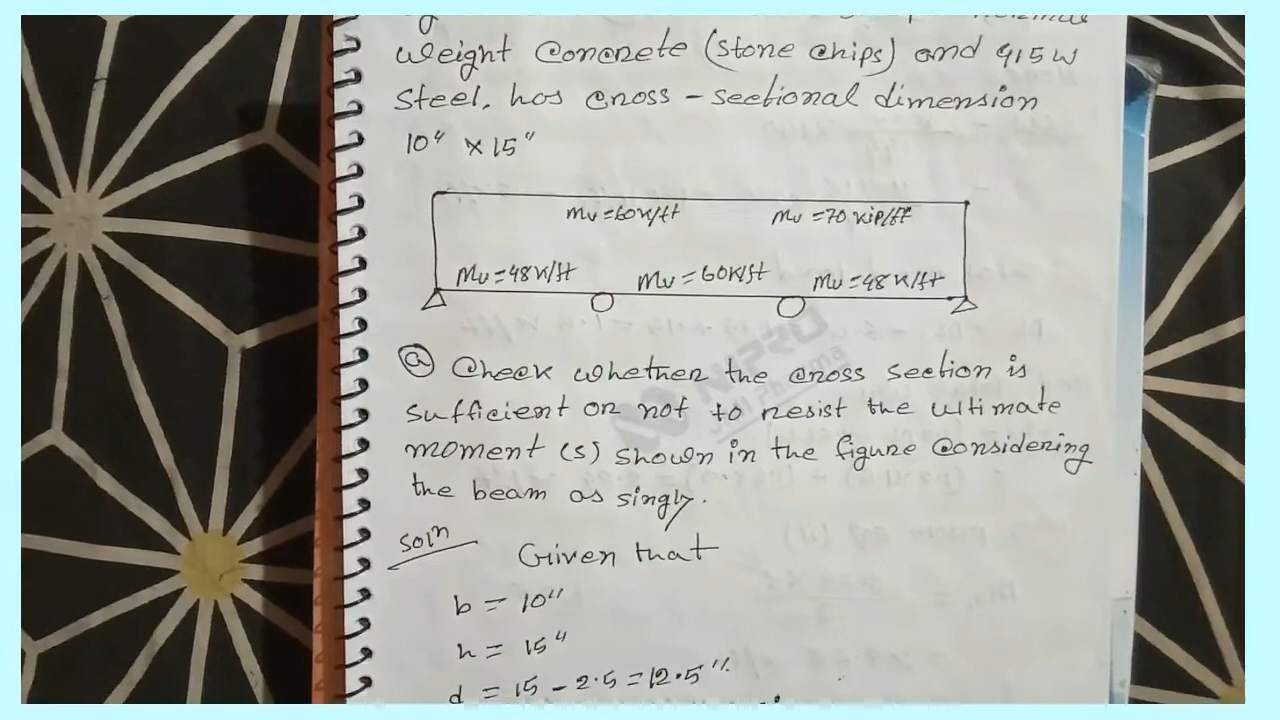 weight Concrete (stone chips) and 415 W
steel. has cross - sectional dimension
10" × 15"
Mu = 60 k/ft Mu = 70 kip/ft
Mu = 48 k/ft Mu = 60 k/ft Mu = 48 k/ft
(a) Check whether the cross section is
sufficient or not to resist the ultimate
moment (s) shown in the figure Considering
the beam as singly.
Soln Given that
b = 10"
h = 15"
d = 15 - 2.5 = 12.5"